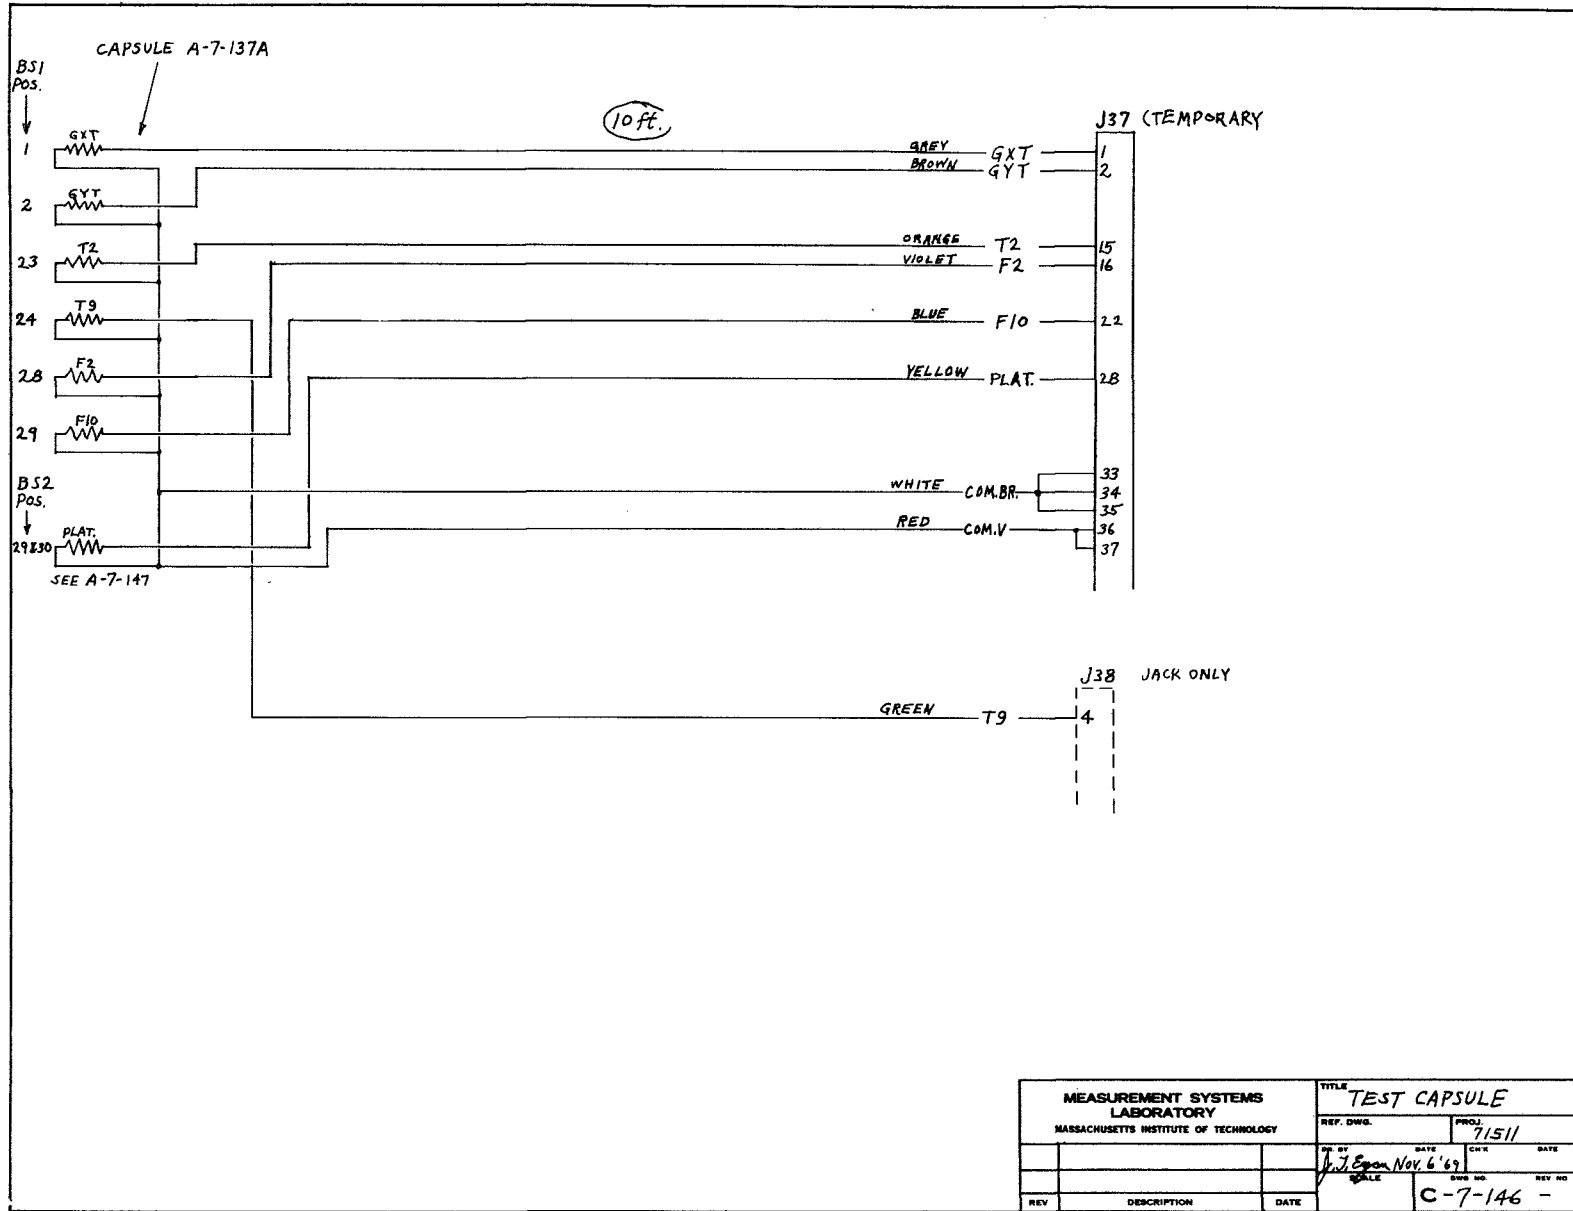 CAPSULE A-7-137A
BS1
POS.
10 ft.
J37 (TEMPORARY
1 GXT GREY GXT 1
BROWN GYT 2
2 GYT
23 T2 ORANGE T2 15
VIOLET F2 16
24 T9 BLUE F10 22
28 F2 YELLOW PLAT. 28
29 F10
33
BS2
POS.
WHITE COM.BR. 34
35
RED COM.V 36
29&30 PLAT. 37
SEE A-7-147
J38 JACK ONLY
GREEN T9 4
MEASUREMENT SYSTEMS
LABORATORY
MASSACHUSETTS INSTITUTE OF TECHNOLOGY
TITLE TEST CAPSULE
REF. DWG. PROJ. 71511
DR. BY DATE CH'K DATE
J. J. Egan Nov. 6 '69
SCALE DWG NO. REV NO
C-7-146 -
REV DESCRIPTION DATE